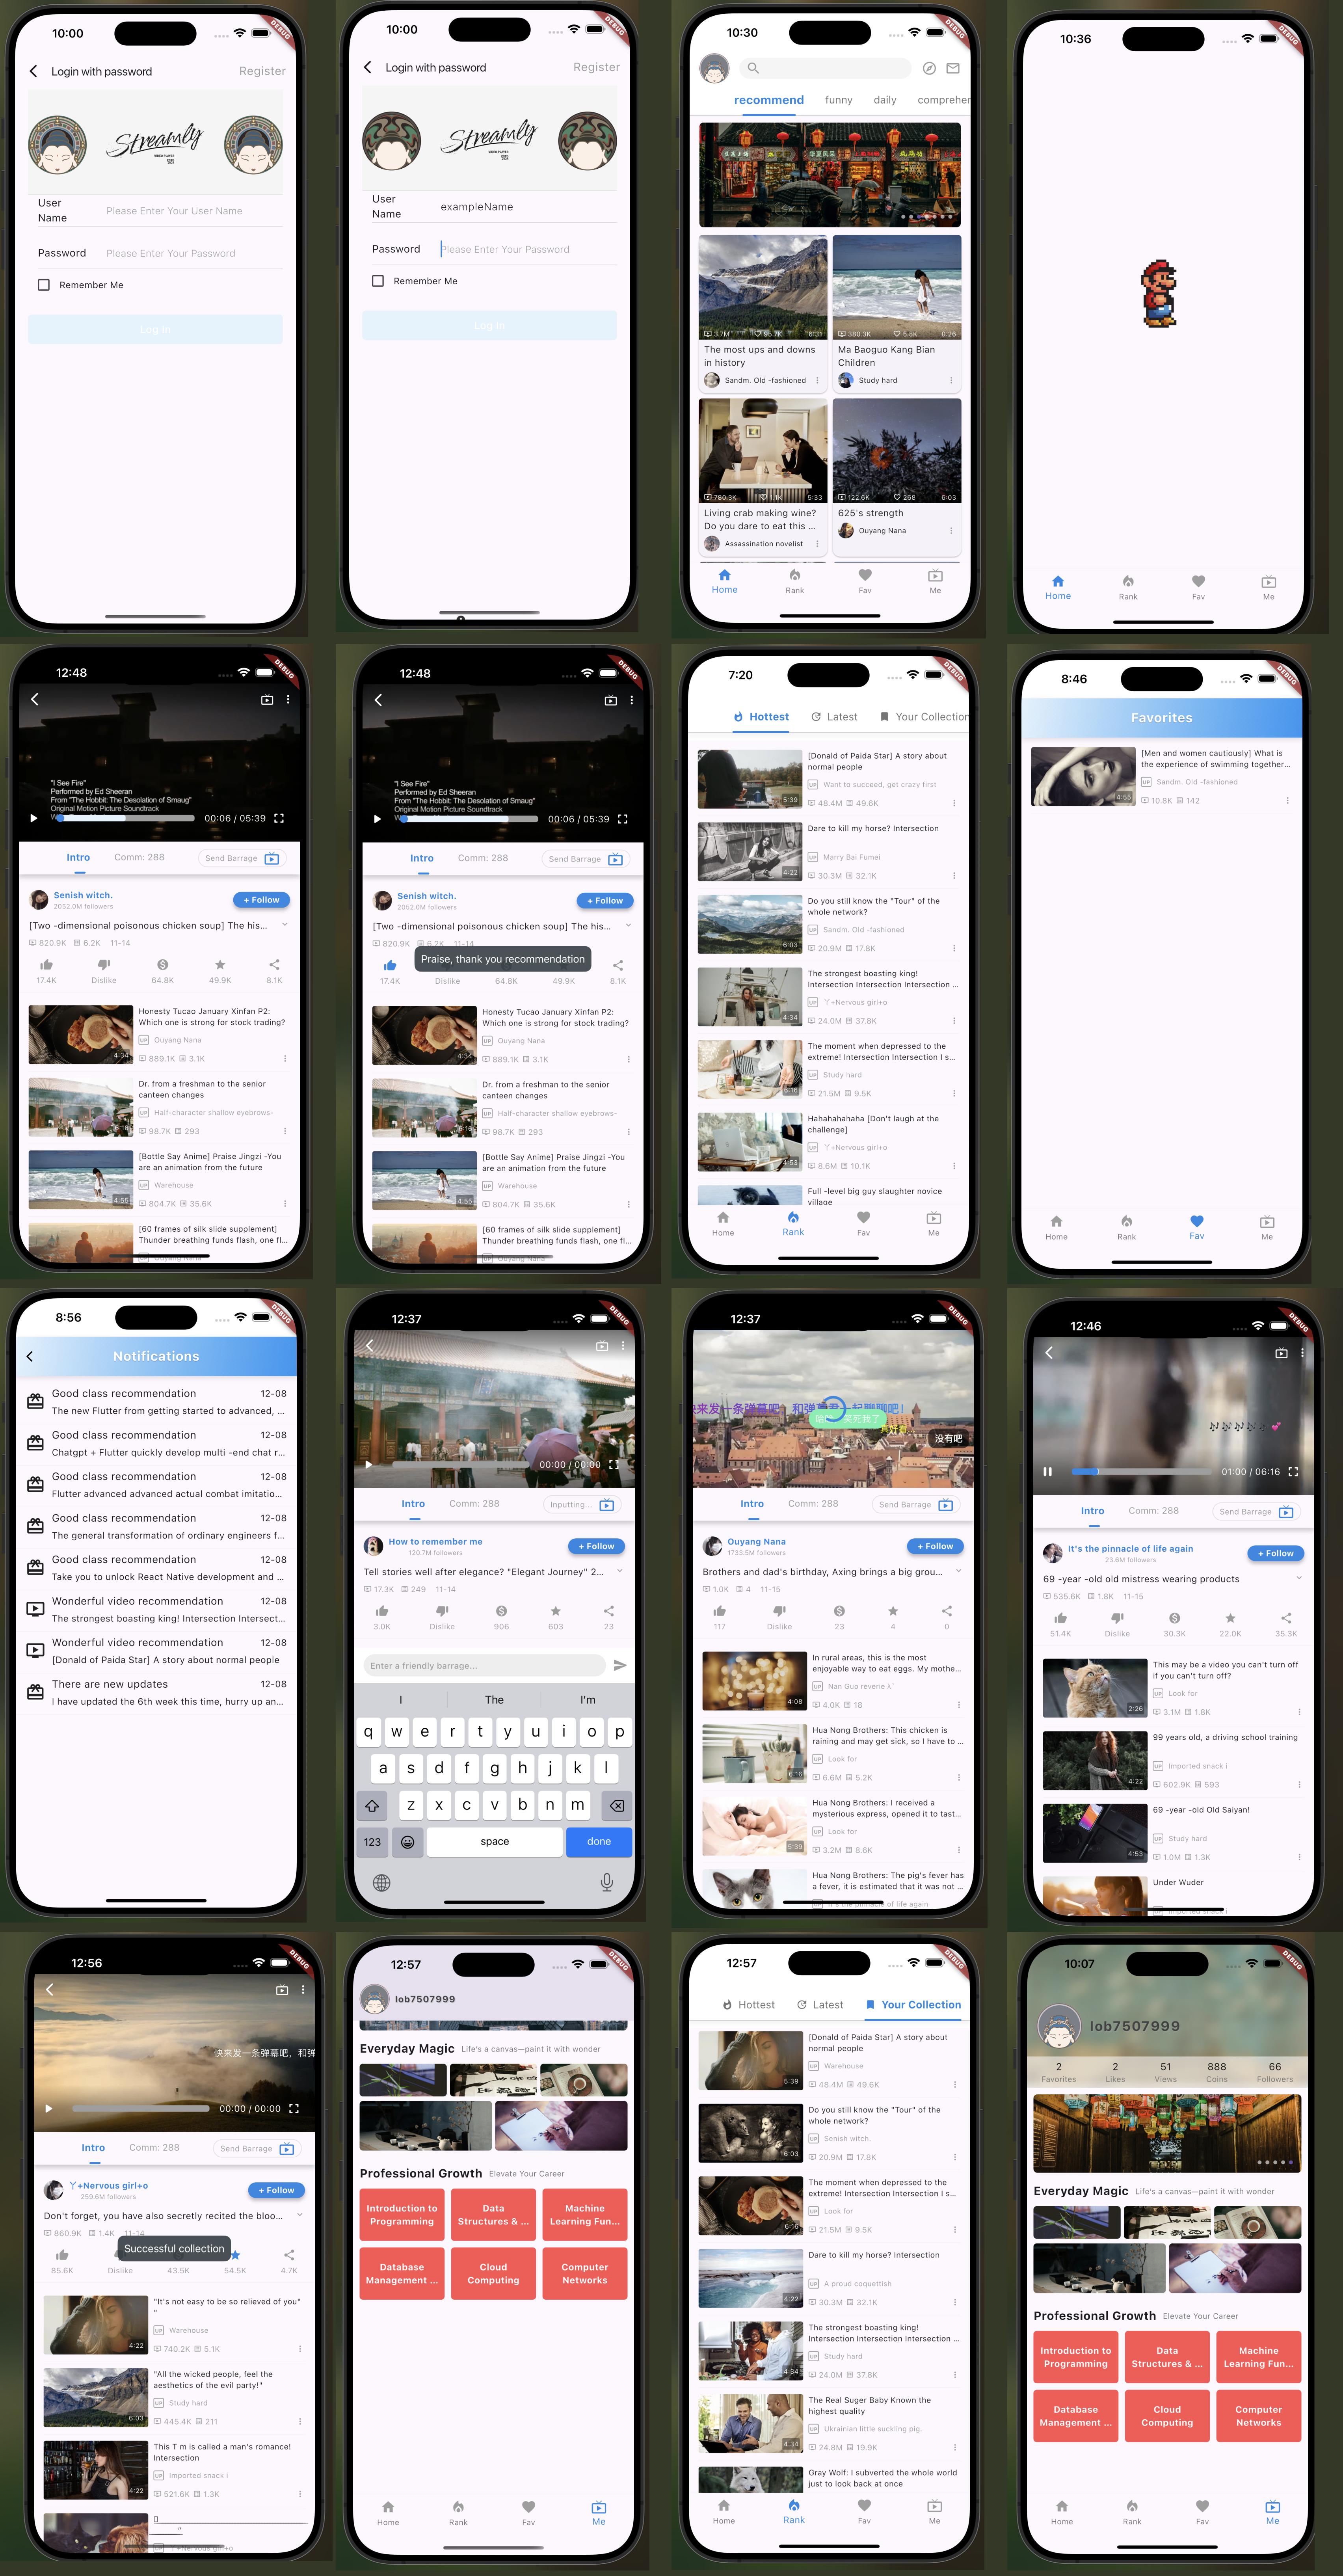 10:00
DEBUG
Login with password
Register
Streamly
VIDEO PLAYER
User
Name
Please Enter Your User Name
Password
Please Enter Your Password
Remember Me
Log In
10:00
DEBUG
Login with password
Register
Streamly
VIDEO PLAYER
User
Name
exampleName
Password
Please Enter Your Password
Remember Me
Log In
10:30
DEBUG
recommend
funny
daily
comprehen
3.7M
6:31
The most ups and downs
in history
Sandm. Old -fashioned
380.3K
5.6K
0:26
Ma Baoguo Kang Bian
Children
Study hard
780.3K
1.1K
5:33
Living crab making wine?
Do you dare to eat this ...
Assassination novelist
122.6K
268
6:03
625's strength
Ouyang Nana
Home
Rank
Fav
Me
10:36
DEBUG
Home
Rank
Fav
Me
12:48
DEBUG
"I See Fire"
Performed by Ed Sheeran
From "The Hobbit: The Desolation of Smaug"
Original Motion Picture Soundtrack
00:06 / 05:39
Intro
Comm: 288
Send Barrage
Senish witch.
2052.0M followers
+ Follow
[Two -dimensional poisonous chicken soup] The his...
820.9K
6.2K
11-14
17.4K
Dislike
64.8K
49.9K
8.1K
Honesty Tucao January Xinfan P2:
Which one is strong for stock trading?
UP Ouyang Nana
889.1K
3.1K
4:34
Dr. from a freshman to the senior
canteen changes
UP Half-character shallow eyebrows-
98.7K
293
6:16
[Bottle Say Anime] Praise Jingzi -You
are an animation from the future
UP Warehouse
804.7K
35.6K
4:55
[60 frames of silk slide supplement]
Thunder breathing funds flash, one fl...
UP Ouyang Nana
12:48
DEBUG
"I See Fire"
Performed by Ed Sheeran
From "The Hobbit: The Desolation of Smaug"
Original Motion Picture Soundtrack
00:06 / 05:39
Intro
Comm: 288
Send Barrage
Senish witch.
2052.0M followers
+ Follow
[Two -dimensional poisonous chicken soup] The his...
820.9K
6.2K
11-14
Praise, thank you recommendation
17.4K
Dislike
64.8K
49.9K
8.1K
Honesty Tucao January Xinfan P2:
Which one is strong for stock trading?
UP Ouyang Nana
889.1K
3.1K
4:34
Dr. from a freshman to the senior
canteen changes
UP Half-character shallow eyebrows-
98.7K
293
6:16
[Bottle Say Anime] Praise Jingzi -You
are an animation from the future
UP Warehouse
804.7K
35.6K
4:55
[60 frames of silk slide supplement]
Thunder breathing funds flash, one fl...
UP Ouyang Nana
7:20
DEBUG
Hottest
Latest
Your Collection
[Donald of Paida Star] A story about
normal people
UP Want to succeed, get crazy first
48.4M
49.6K
5:39
Dare to kill my horse? Intersection
UP Marry Bai Fumei
30.3M
32.1K
4:22
Do you still know the "Tour" of the
whole network?
UP Sandm. Old -fashioned
20.9M
17.8K
6:03
The strongest boasting king!
Intersection Intersection Intersection ...
UP 丫+Nervous girl+o
24.0M
37.8K
4:34
The moment when depressed to the
extreme! Intersection Intersection I s...
UP Study hard
21.5M
9.5K
6:16
Hahahahahaha [Don't laugh at the
challenge]
UP 丫+Nervous girl+o
8.6M
10.1K
4:53
Full -level big guy slaughter novice
village
Home
Rank
Fav
Me
8:46
DEBUG
Favorites
[Men and women cautiously] What is
the experience of swimming together...
UP Sandm. Old -fashioned
10.8K
142
4:55
Home
Rank
Fav
Me
8:56
DEBUG
Notifications
Good class recommendation
12-08
The new Flutter from getting started to advanced, ...
Good class recommendation
12-08
Chatgpt + Flutter quickly develop multi -end chat r...
Good class recommendation
12-08
Flutter advanced advanced actual combat imitatio...
Good class recommendation
12-08
The general transformation of ordinary engineers f...
Good class recommendation
12-08
Take you to unlock React Native development and ...
Wonderful video recommendation
12-08
The strongest boasting king! Intersection Intersect...
Wonderful video recommendation
12-08
[Donald of Paida Star] A story about normal people
There are new updates
12-08
I have updated the 6th week this time, hurry up an...
12:37
DEBUG
00:00 / 00:00
Intro
Comm: 288
Inputting...
How to remember me
120.7M followers
+ Follow
Tell stories well after elegance? "Elegant Journey" 2...
17.3K
249
11-14
3.0K
Dislike
906
603
23
Enter a friendly barrage...
I
The
I'm
q w e r t y u i o p
a s d f g h j k l
z x c v b n m
123
space
done
12:37
DEBUG
快来发一条弹幕吧，和弹幕君一起聊聊吧！
笑死我了
没有吧
Intro
Comm: 288
Send Barrage
Ouyang Nana
1733.5M followers
+ Follow
Brothers and dad's birthday, Axing brings a big grou...
1.0K
4
11-15
117
Dislike
23
4
0
In rural areas, this is the most
enjoyable way to eat eggs. My mothe...
UP Nan Guo reverie λ`
4.0K
18
4:08
Hua Nong Brothers: This chicken is
raining and may get sick, so I have to ...
UP Look for
6.6M
5.2K
6:16
Hua Nong Brothers: I received a
mysterious express, opened it to tast...
UP Look for
3.2M
8.6K
5:39
Hua Nong Brothers: The pig's fever has
a fever, it is estimated that it was not ...
UP It's the pinnacle of life again
12:46
DEBUG
01:00 / 06:16
Intro
Comm: 288
Send Barrage
It's the pinnacle of life again
23.6M followers
+ Follow
69 -year -old old mistress wearing products
535.6K
1.8K
11-15
51.4K
Dislike
30.3K
22.0K
35.3K
This may be a video you can't turn off
if you can't turn off?
UP Look for
3.1M
1.8K
2:26
99 years old, a driving school training
UP Imported snack i
602.9K
593
4:22
69 -year -old Old Saiyan!
UP Study hard
1.0M
1.3K
4:53
Under Wuder
UP Imported snack i
12:56
DEBUG
快来发一条弹幕吧，和弹
00:00 / 00:00
Intro
Comm: 288
Send Barrage
丫+Nervous girl+o
259.6M followers
+ Follow
Don't forget, you have also secretly recited the bloo...
860.9K
1.4K
11-14
Successful collection
85.6K
Dislike
43.5K
54.5K
4.7K
"It's not easy to be so relieved of you"
"
UP Warehouse
740.2K
5.1K
4:22
"All the wicked people, feel the
aesthetics of the evil party!"
UP Study hard
445.4K
211
6:03
This T m is called a man's romance!
Intersection
UP Imported snack i
521.6K
1.3K
4:22
UP 丫+Nervous girl+o
12:57
DEBUG
lob7507999
Everyday Magic
Life's a canvas—paint it with wonder
Professional Growth
Elevate Your Career
Introduction to
Programming
Data
Structures & ...
Machine
Learning Fun...
Database
Management ...
Cloud
Computing
Computer
Networks
Home
Rank
Fav
Me
12:57
DEBUG
Hottest
Latest
Your Collection
[Donald of Paida Star] A story about
normal people
UP Warehouse
48.4M
49.6K
5:39
Do you still know the "Tour" of the
whole network?
UP Senish witch.
20.9M
17.8K
6:03
The moment when depressed to the
extreme! Intersection Intersection I s...
UP Look for
21.5M
9.5K
6:16
Dare to kill my horse? Intersection
UP A proud coquettish
30.3M
32.1K
4:22
The strongest boasting king!
Intersection Intersection Intersection ...
UP Study hard
24.0M
37.8K
4:34
The Real Suger Baby Known the
highest quality
UP Ukrainian little suckling pig.
24.8M
19.9K
4:34
Gray Wolf: I subverted the whole world
just to look back at once
Home
Rank
Fav
Me
10:07
DEBUG
lob7507999
2
Favorites
2
Likes
51
Views
888
Coins
66
Followers
Everyday Magic
Life's a canvas—paint it with wonder
Professional Growth
Elevate Your Career
Introduction to
Programming
Data
Structures & ...
Machine
Learning Fun...
Database
Management ...
Cloud
Computing
Computer
Networks
Home
Rank
Fav
Me